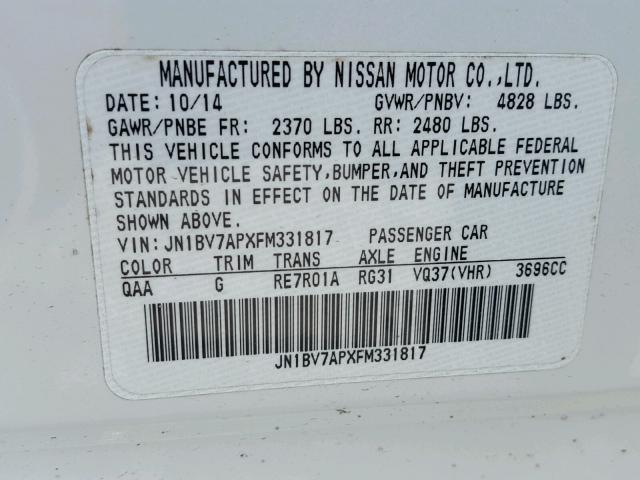 MANUFACTURED BY NISSAN MOTOR CO.,LTD.
DATE: 10/14 GVWR/PNBV: 4828 LBS.
GAWR/PNBE FR: 2370 LBS. RR: 2480 LBS.
THIS VEHICLE CONFORMS TO ALL APPLICABLE FEDERAL
MOTOR VEHICLE SAFETY,BUMPER,AND THEFT PREVENTION
STANDARDS IN EFFECT ON THE DATE OF MANUFACTURE
SHOWN ABOVE.
VIN: JN1BV7APXFM331817 PASSENGER CAR
COLOR TRIM TRANS AXLE ENGINE
QAA G RE7R01A RG31 VQ37(VHR) 3696CC
JN1BV7APXFM331817